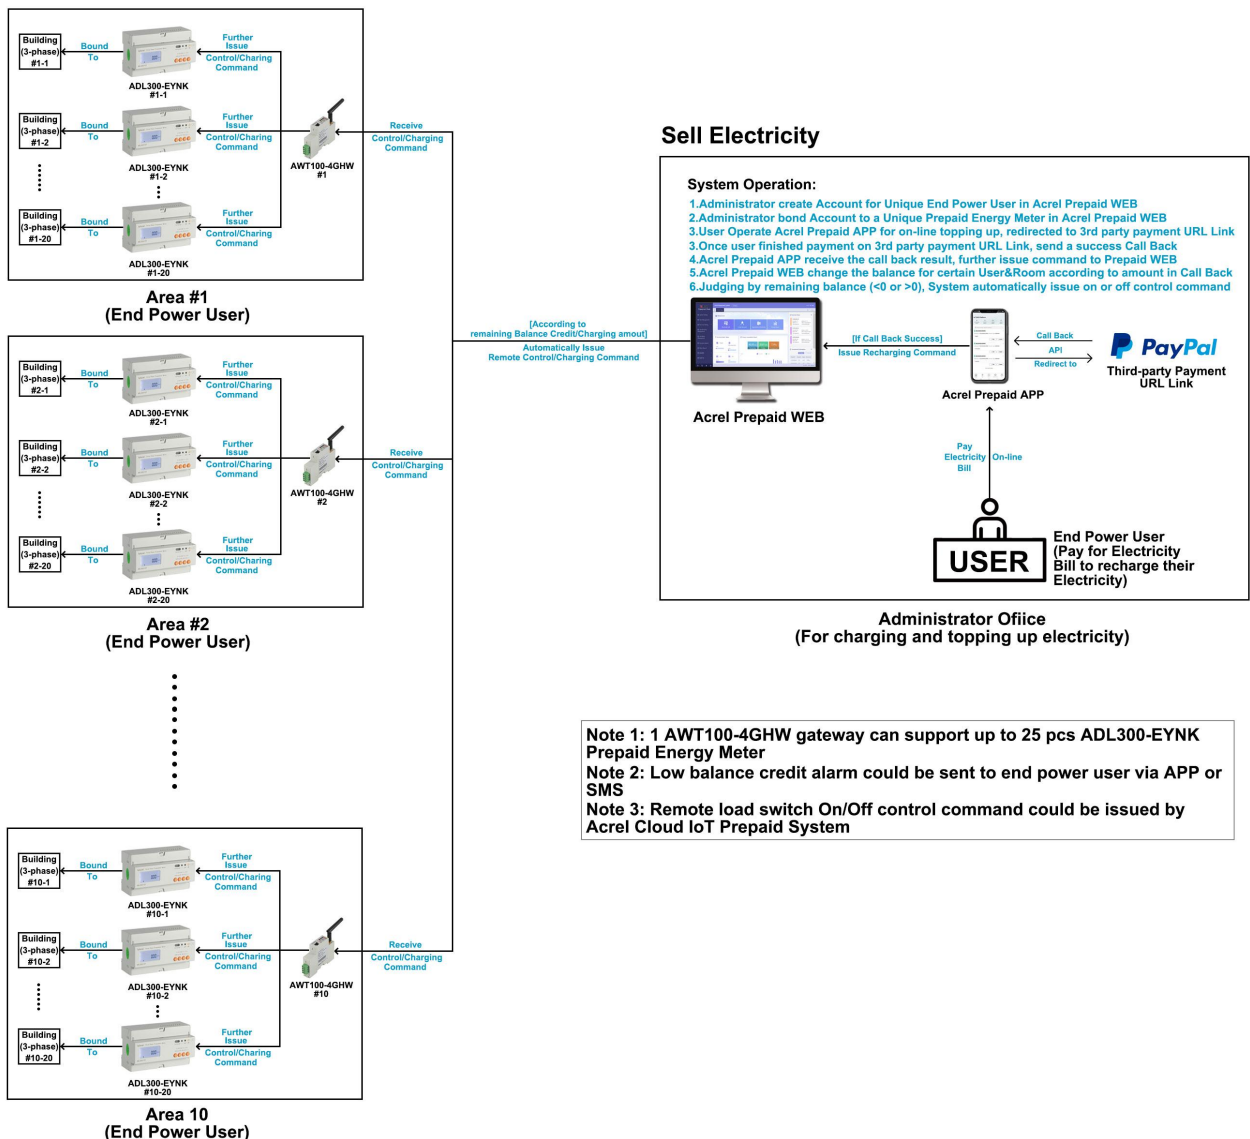 Building
(3-phase)
#1-1
Bound
To
ADL300-EYNK
#1-1
Further
Issue
Control/Charing
Command
Building
(3-phase)
#1-2
Bound
To
ADL300-EYNK
#1-2
Further
Issue
Control/Charing
Command
AWT100-4GHW
#1
Receive
Control/Charging
Command
Building
(3-phase)
#1-20
Bound
To
ADL300-EYNK
#1-20
Further
Issue
Control/Charing
Command
Area #1
(End Power User)
Building
(3-phase)
#2-1
Bound
To
ADL300-EYNK
#2-1
Further
Issue
Control/Charing
Command
Building
(3-phase)
#2-2
Bound
To
ADL300-EYNK
#2-2
Further
Issue
Control/Charing
Command
AWT100-4GHW
#2
Receive
Control/Charging
Command
Building
(3-phase)
#2-20
Bound
To
ADL300-EYNK
#2-20
Further
Issue
Control/Charing
Command
Area #2
(End Power User)
Building
(3-phase)
#10-1
Bound
To
ADL300-EYNK
#10-1
Further
Issue
Control/Charing
Command
Building
(3-phase)
#10-2
Bound
To
ADL300-EYNK
#10-2
Further
Issue
Control/Charing
Command
AWT100-4GHW
#10
Receive
Control/Charging
Command
Building
(3-phase)
#10-20
Bound
To
ADL300-EYNK
#10-20
Further
Issue
Control/Charing
Command
Area 10
(End Power User)
Sell Electricity
System Operation:
1.Administrator create Account for Unique End Power User in Acrel Prepaid WEB
2.Administrator bond Account to a Unique Prepaid Energy Meter in Acrel Prepaid WEB
3.User Operate Acrel Prepaid APP for on-line topping up, redirected to 3rd party payment URL Link
3.Once user finished payment on 3rd party payment URL Link, send a success Call Back
4.Acrel Prepaid APP receive the call back result, further issue command to Prepaid WEB
5.Acrel Prepaid WEB change the balance for certain User&Room according to amount in Call Back
6.Judging by remaining balance (<0 or >0), System automatically issue on or off control command
[According to
remaining Balance Credit/Charging amout]
Automatically Issue
Remote Control/Charging Command
Acrel Prepaid WEB
[If Call Back Success]
Issue Recharging Command
Acrel Prepaid APP
Call Back
API
Redirect to
PayPal
Third-party Payment
URL Link
Pay
Electricity
Bill
On-line
USER
End Power User
(Pay for Electricity
Bill to recharge their
Electricity)
Administrator Ofiice
(For charging and topping up electricity)
Note 1: 1 AWT100-4GHW gateway can support up to 25 pcs ADL300-EYNK
Prepaid Energy Meter
Note 2: Low balance credit alarm could be sent to end power user via APP or
SMS
Note 3: Remote load switch On/Off control command could be issued by
Acrel Cloud IoT Prepaid System